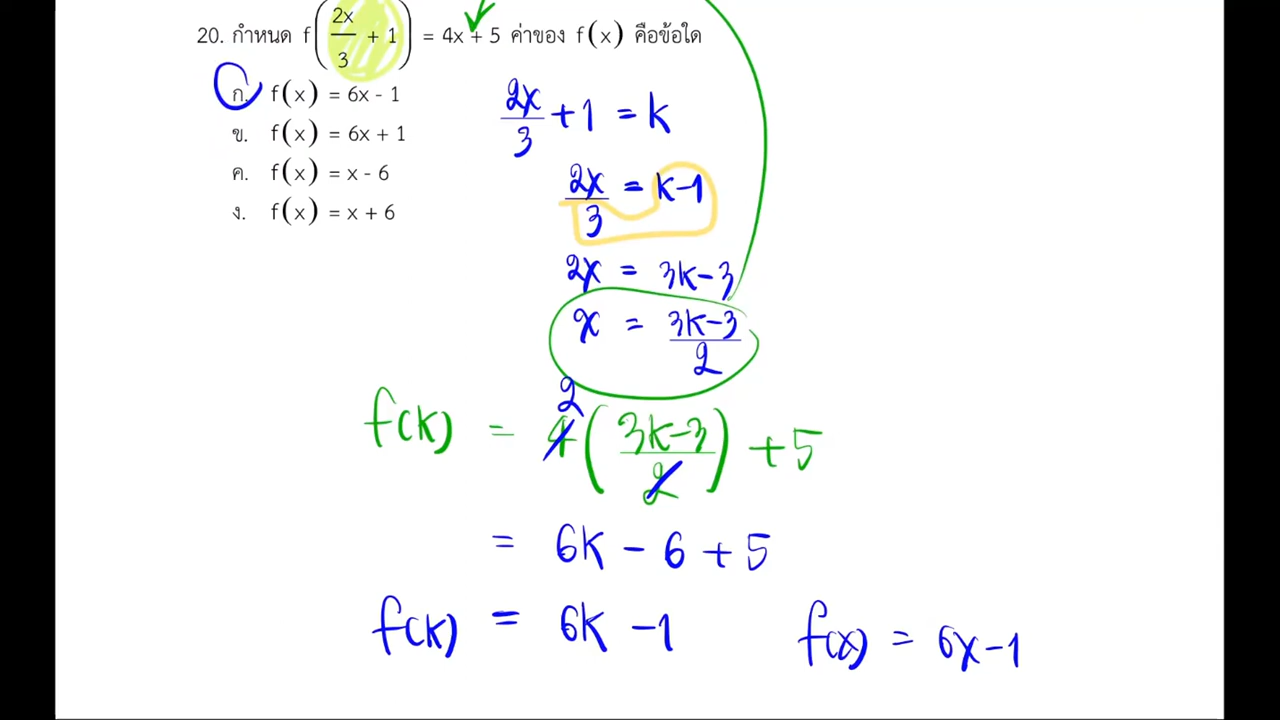 20. กำหนด f(2x/3 + 1) = 4x + 5 ค่าของ f(x) คือข้อใด
ก. f(x) = 6x - 1
ข. f(x) = 6x + 1
ค. f(x) = x - 6
ง. f(x) = x + 6
2x/3 + 1 = k
2x/3 = k-1
2x = 3k-3
x = 3k-3/2
f(k) = 4 2 (3k-3/2) + 5
= 6k - 6 + 5
f(k) = 6k - 1
f(x) = 6x-1